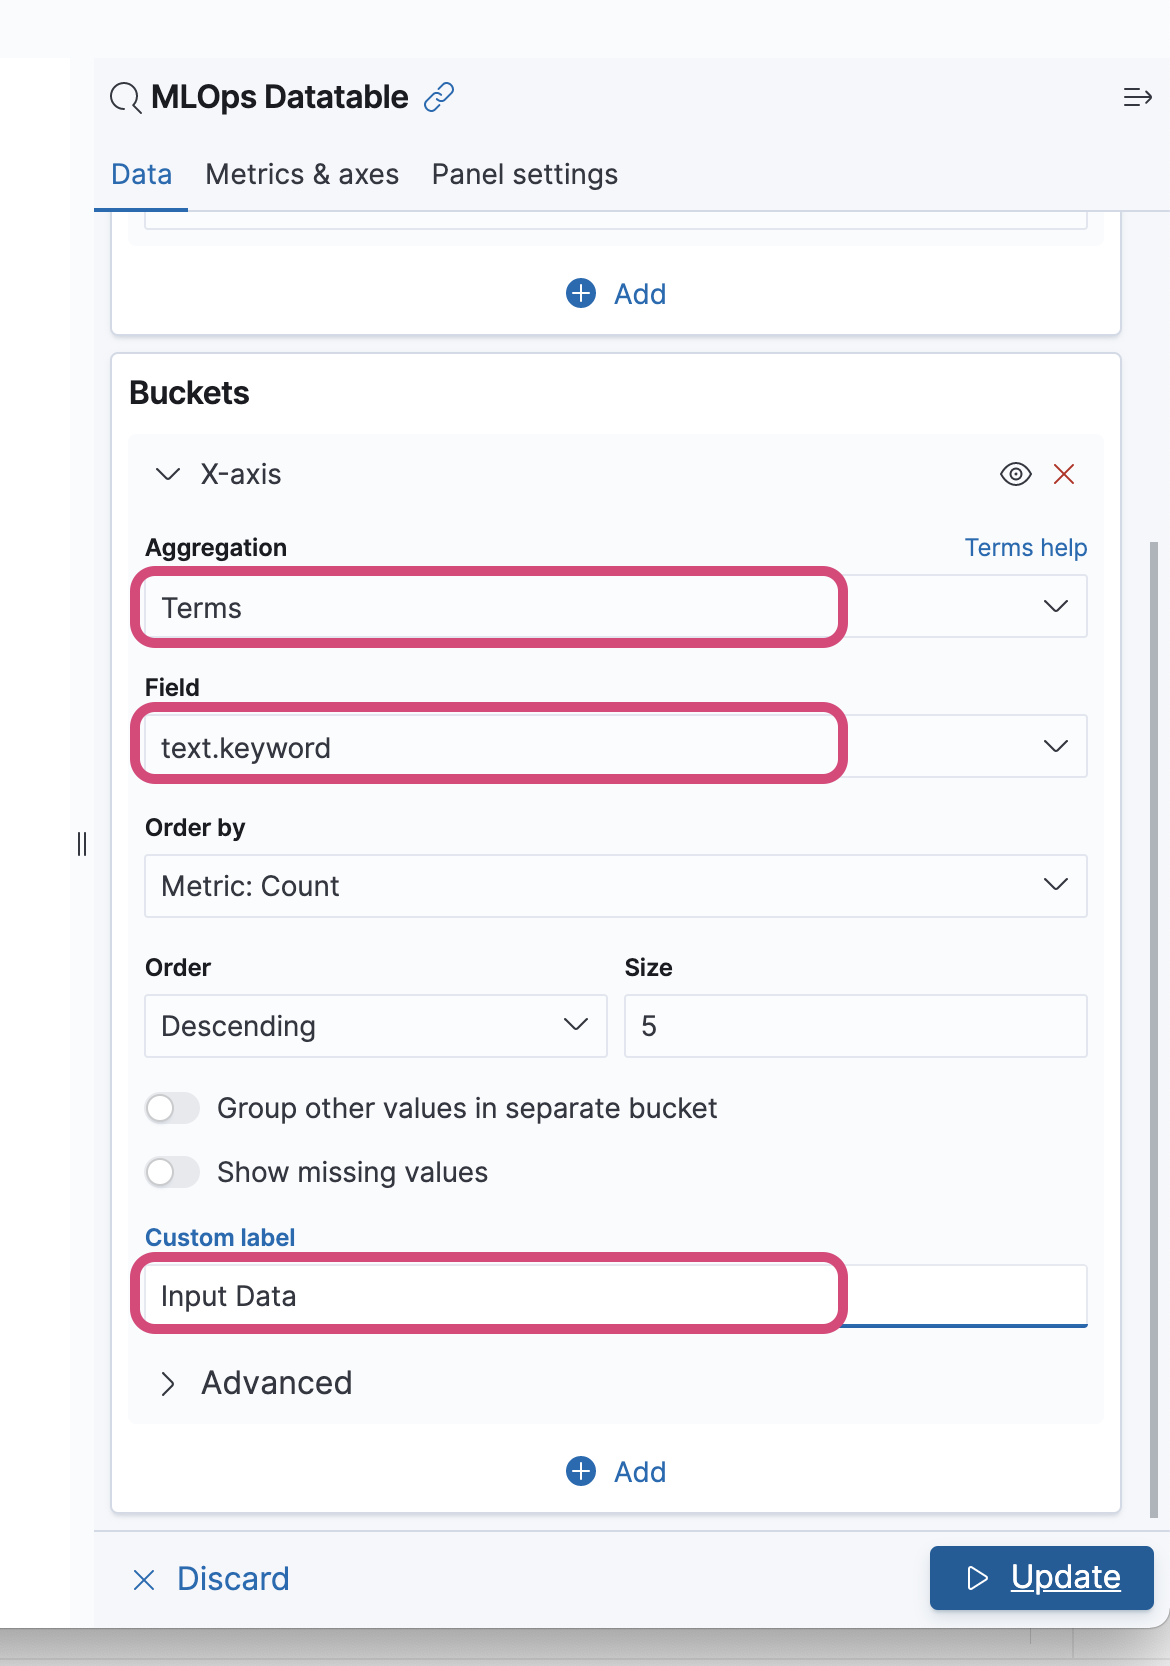 MLOps Datatable
Data Metrics & axes Panel settings
Add
Buckets
X-axis
Aggregation Terms help
Terms
Field
text.keyword
Order by
Metric: Count
Order Size
Descending 5
Group other values in separate bucket
Show missing values
Custom label
Input Data
Advanced
Add
Discard Update